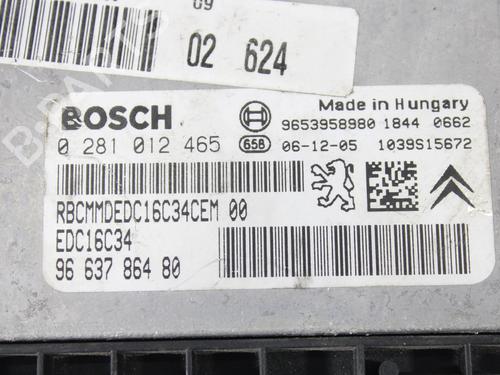 09
02 624
BOSCH
Made in Hungary
9653958980 1844 0662
0 281 012 465
658
06-12-05 1039S15672
RBCMMDEDC16C34CEM 00
EDC16C34
96 637 864 80
B-PARTS